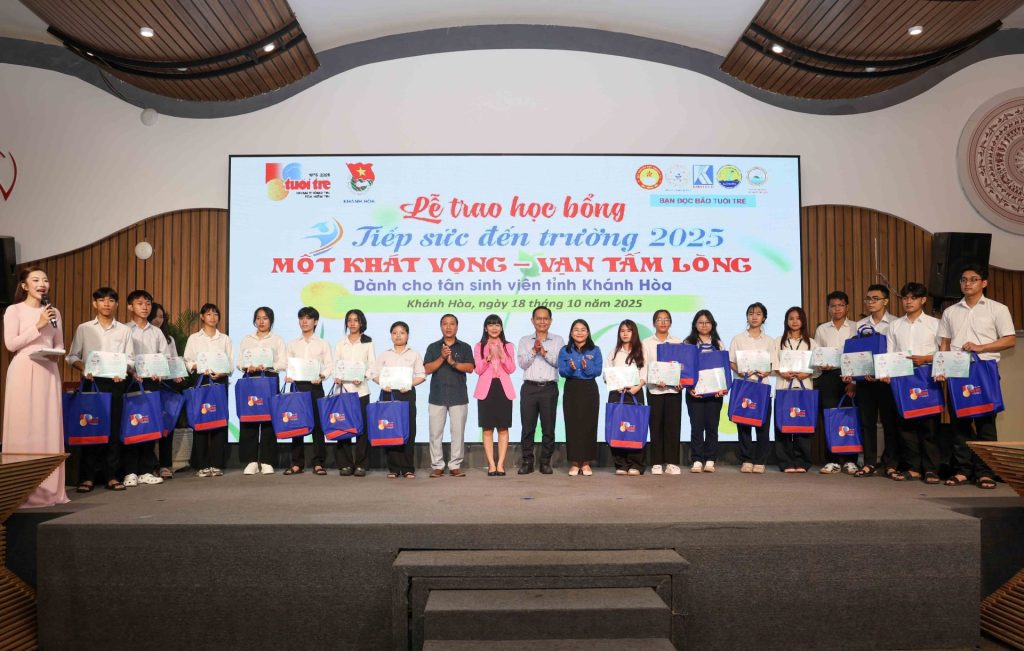 tuổi trẻ
KHÁNH HÒA
BẠN ĐỌC BÁO TUỔI TRẺ
Lễ trao học bổng
Tiếp sức đến trường 2025
MỘT KHÁT VỌNG – VẠN TẤM LÒNG
Dành cho tân sinh viên tỉnh Khánh Hòa
Khánh Hòa, ngày 18 tháng 10 năm 2025